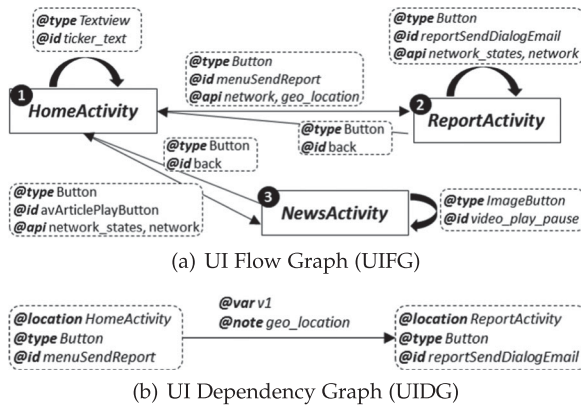 @type Textview
@id ticker_text
@type Button
@id menuSendReport
@api network, geo_location
@type Button
@id reportSendDialogEmail
@api network_states, network
1
HomeActivity
2
ReportActivity
@type Button
@id back
@type Button
@id back
@type Button
@id avArticlePlayButton
@api network_states, network
3
NewsActivity
@type ImageButton
@id video_play_pause
(a) UI Flow Graph (UIFG)
@location HomeActivity
@type Button
@id menuSendReport
@var v1
@note geo_location
@location ReportActivity
@type Button
@id reportSendDialogEmail
(b) UI Dependency Graph (UIDG)